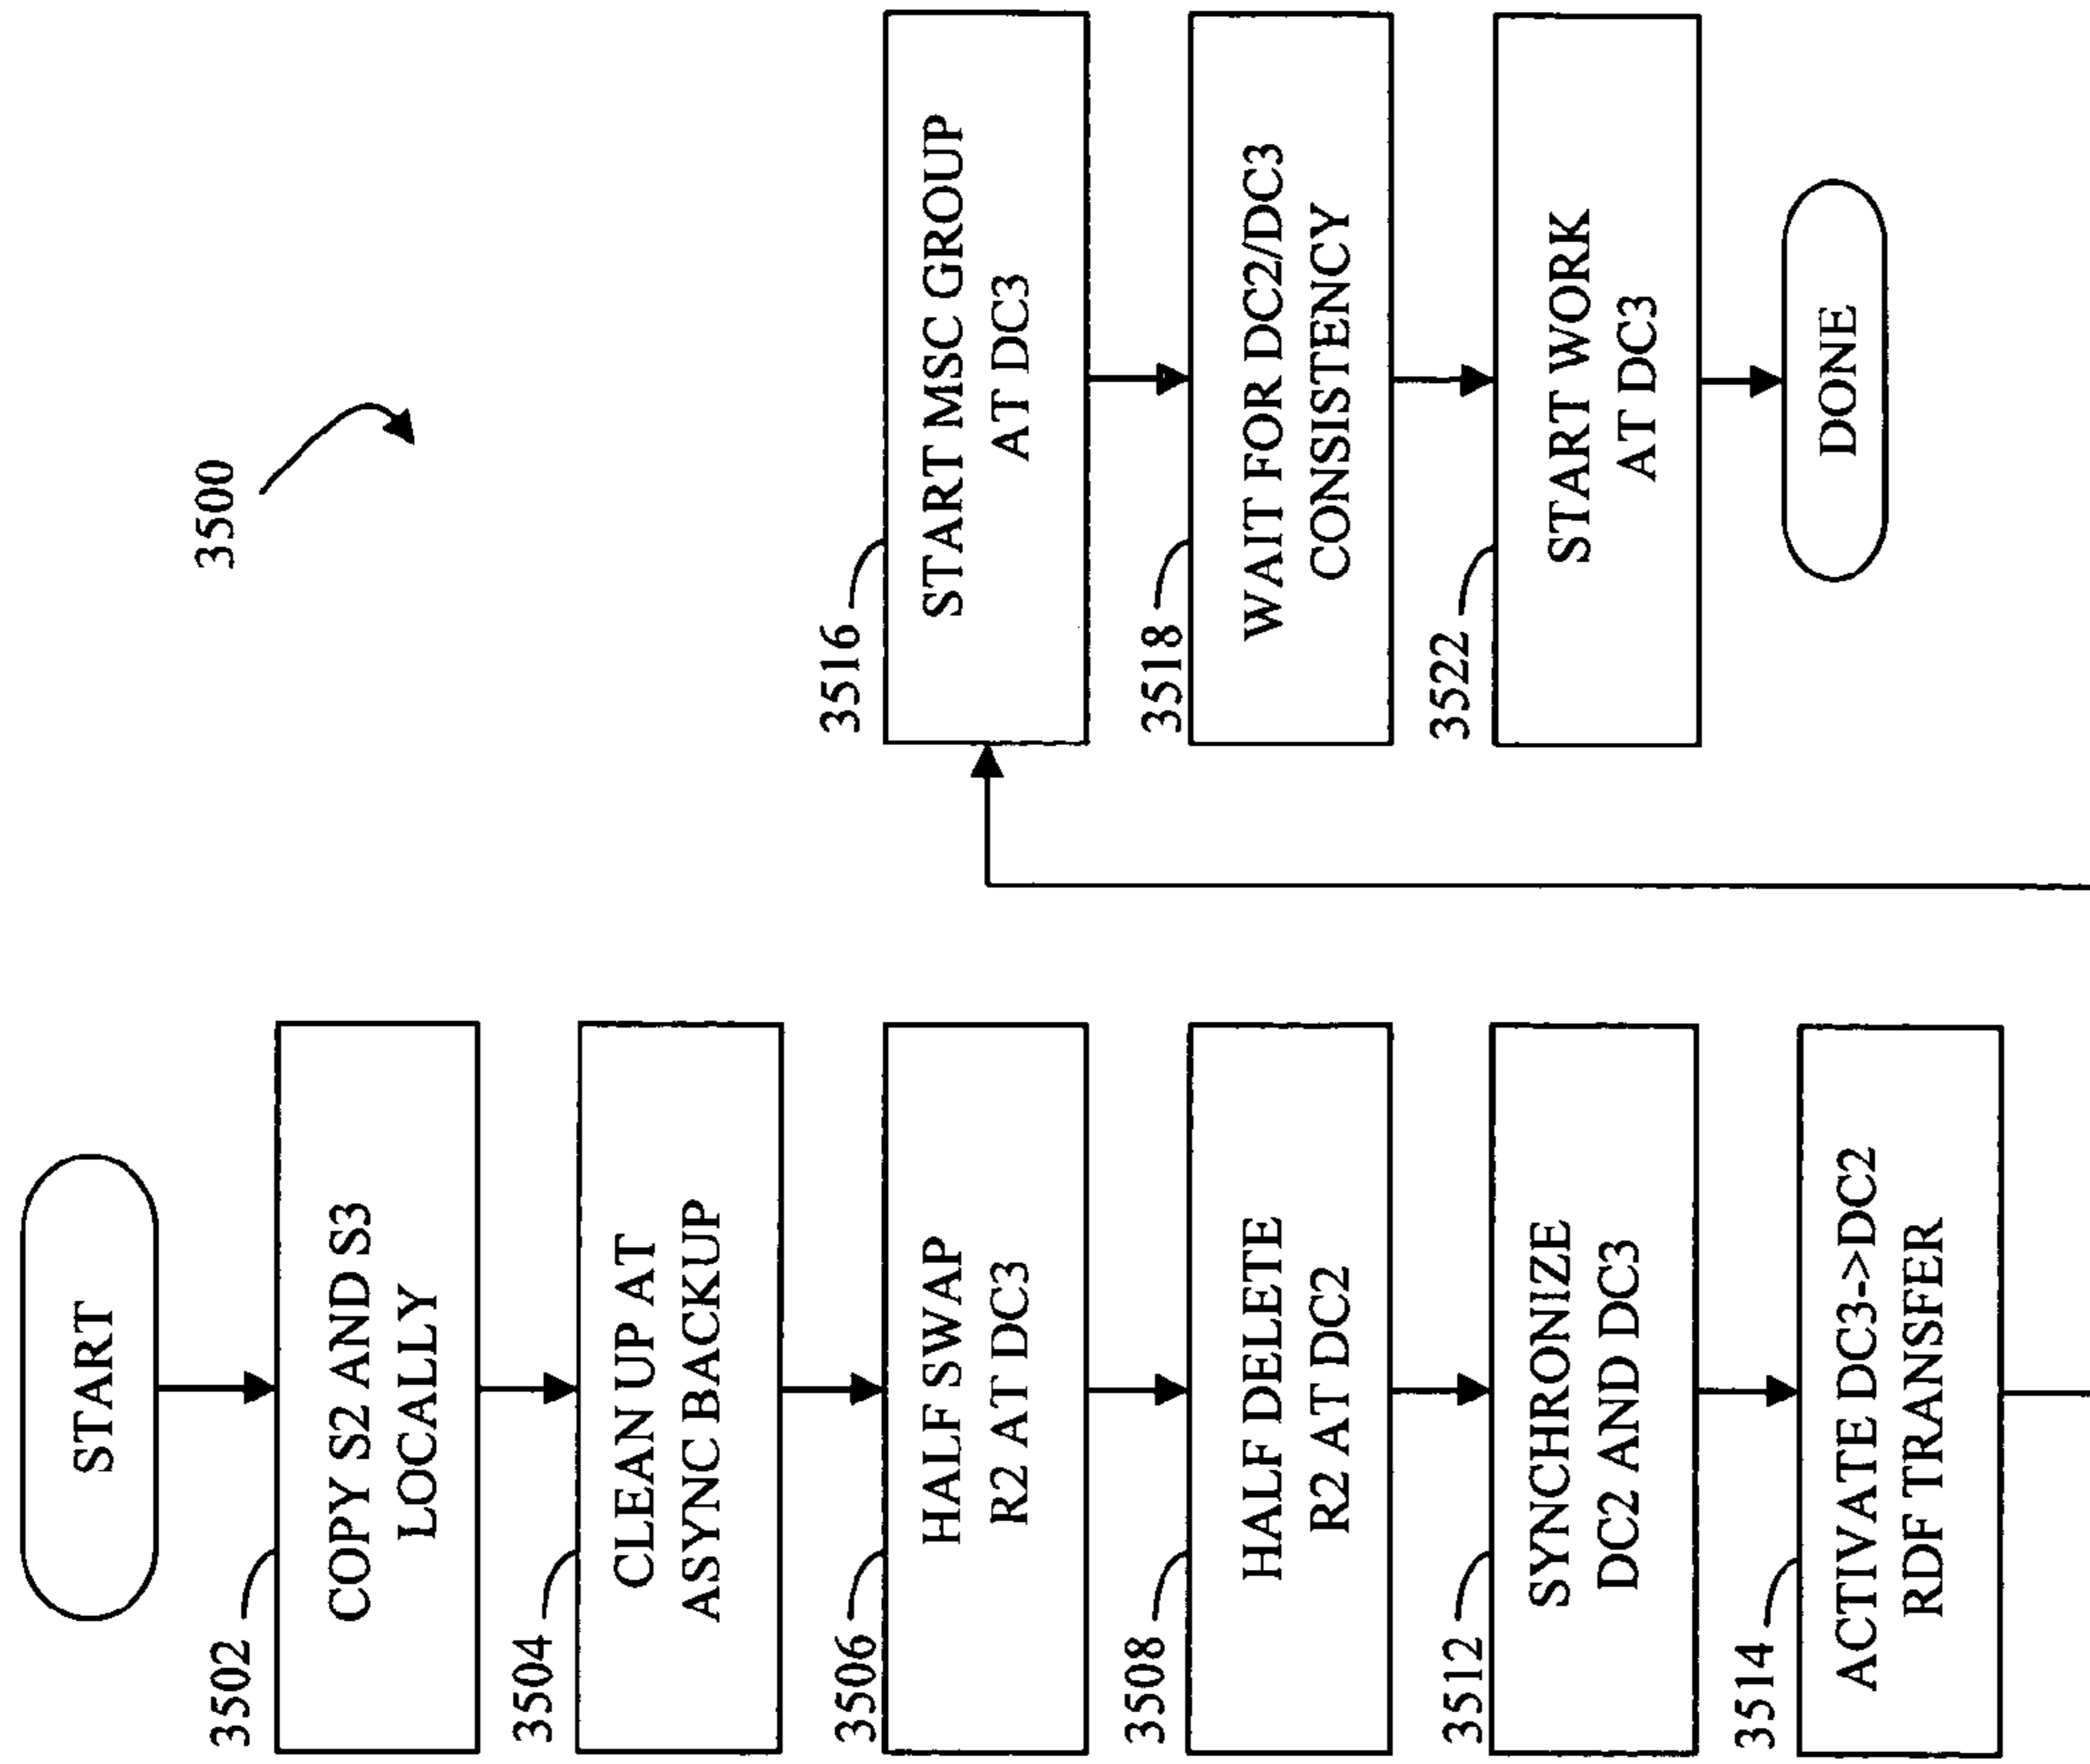 3500
START
3502
COPY S2 AND S3
LOCALLY
3504
CLEAN UP AT
ASYNC BACKUP
3506
HALF SWAP
R2 AT DC3
3508
HALF DELETE
R2 AT DC2
3512
SYNCHRONIZE
DC2 AND DC3
3514
ACTIVATE DC3->DC2
RDF TRANSFER
3516
START MSC GROUP
AT DC3
3518
WAIT FOR DC2/DC3
CONSISTENCY
3522
START WORK
AT DC3
DONE